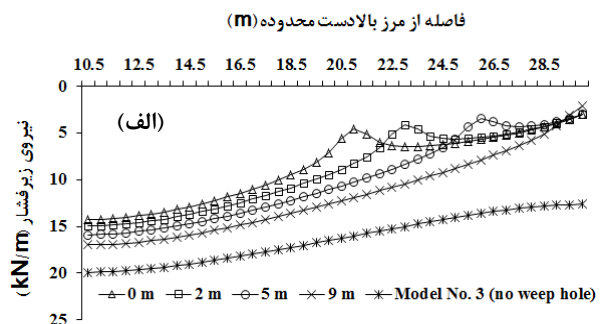 فاصله از مرز بالادست محدوده (m)
10.5 12.5 14.5 16.5 18.5 20.5 22.5 24.5 26.5 28.5
0
5
10
15
20
25
نیروی زیرفشار (kN/m)
(الف)
0 m 2 m 5 m 9 m Model No. 3 (no weep hole)